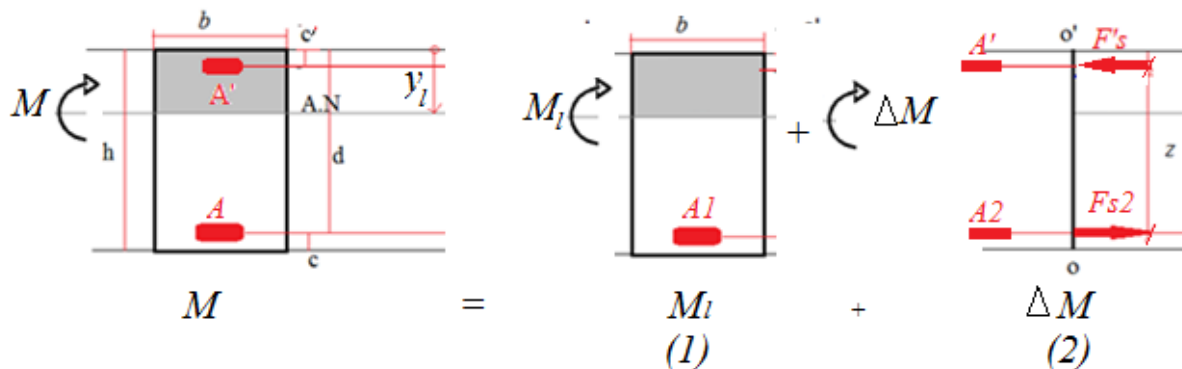 b
c'
b
A'
o'
F's
M
A'
A.N
y_l
M_l
+
ΔM
h
d
z
A
A1
A2
Fs2
c
o
M = M_l + ΔM
(1) (2)